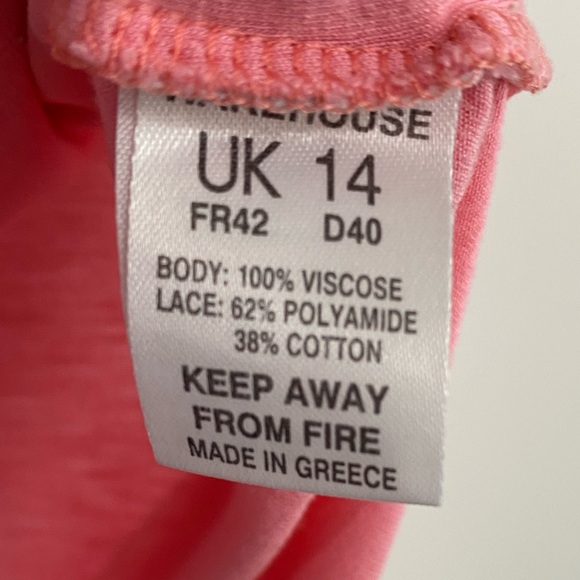 WAREHOUSE
UK 14
FR42 D40
BODY: 100% VISCOSE
LACE: 62% POLYAMIDE
38% COTTON
KEEP AWAY
FROM FIRE
MADE IN GREECE